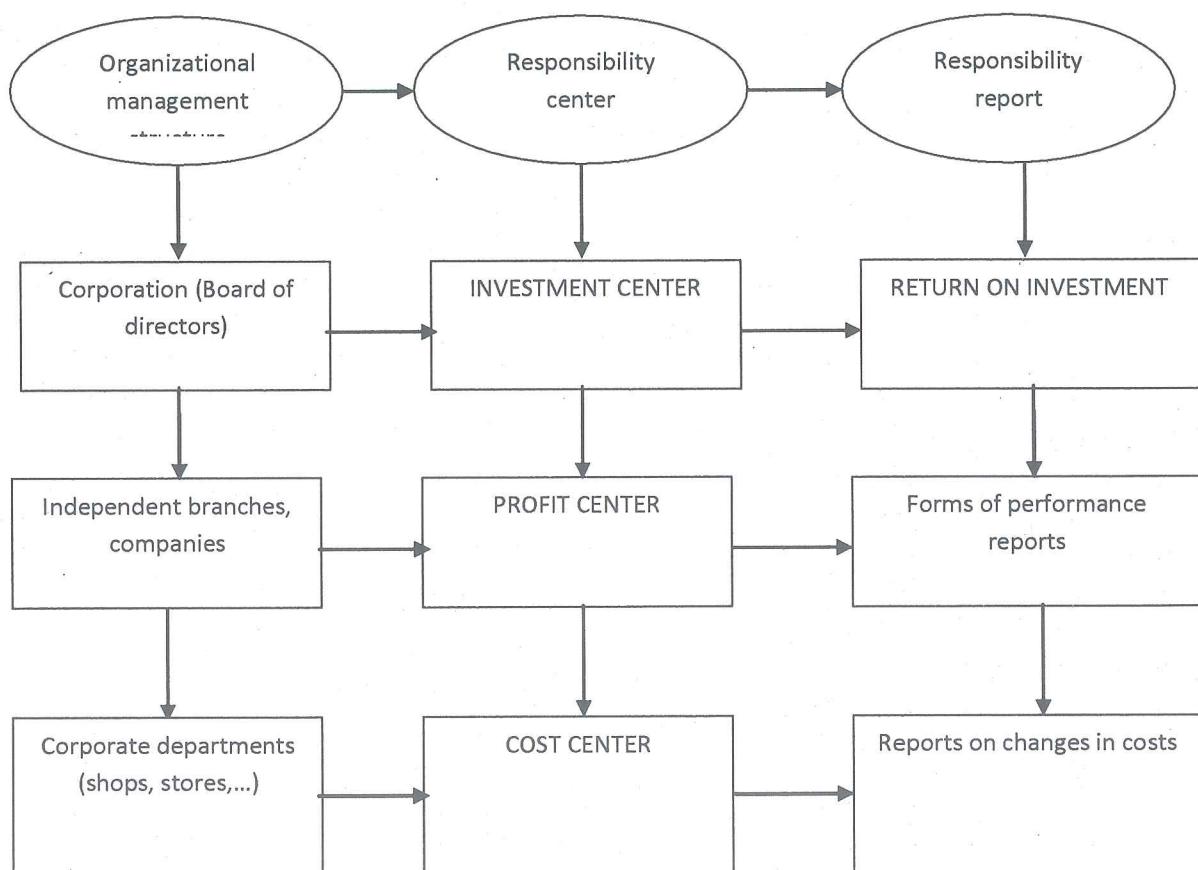 Organizational
management
Responsibility
center
Responsibility
report
Corporation (Board of
directors)
INVESTMENT CENTER
RETURN ON INVESTMENT
Independent branches,
companies
PROFIT CENTER
Forms of performance
reports
Corporate departments
(shops, stores,...)
COST CENTER
Reports on changes in costs